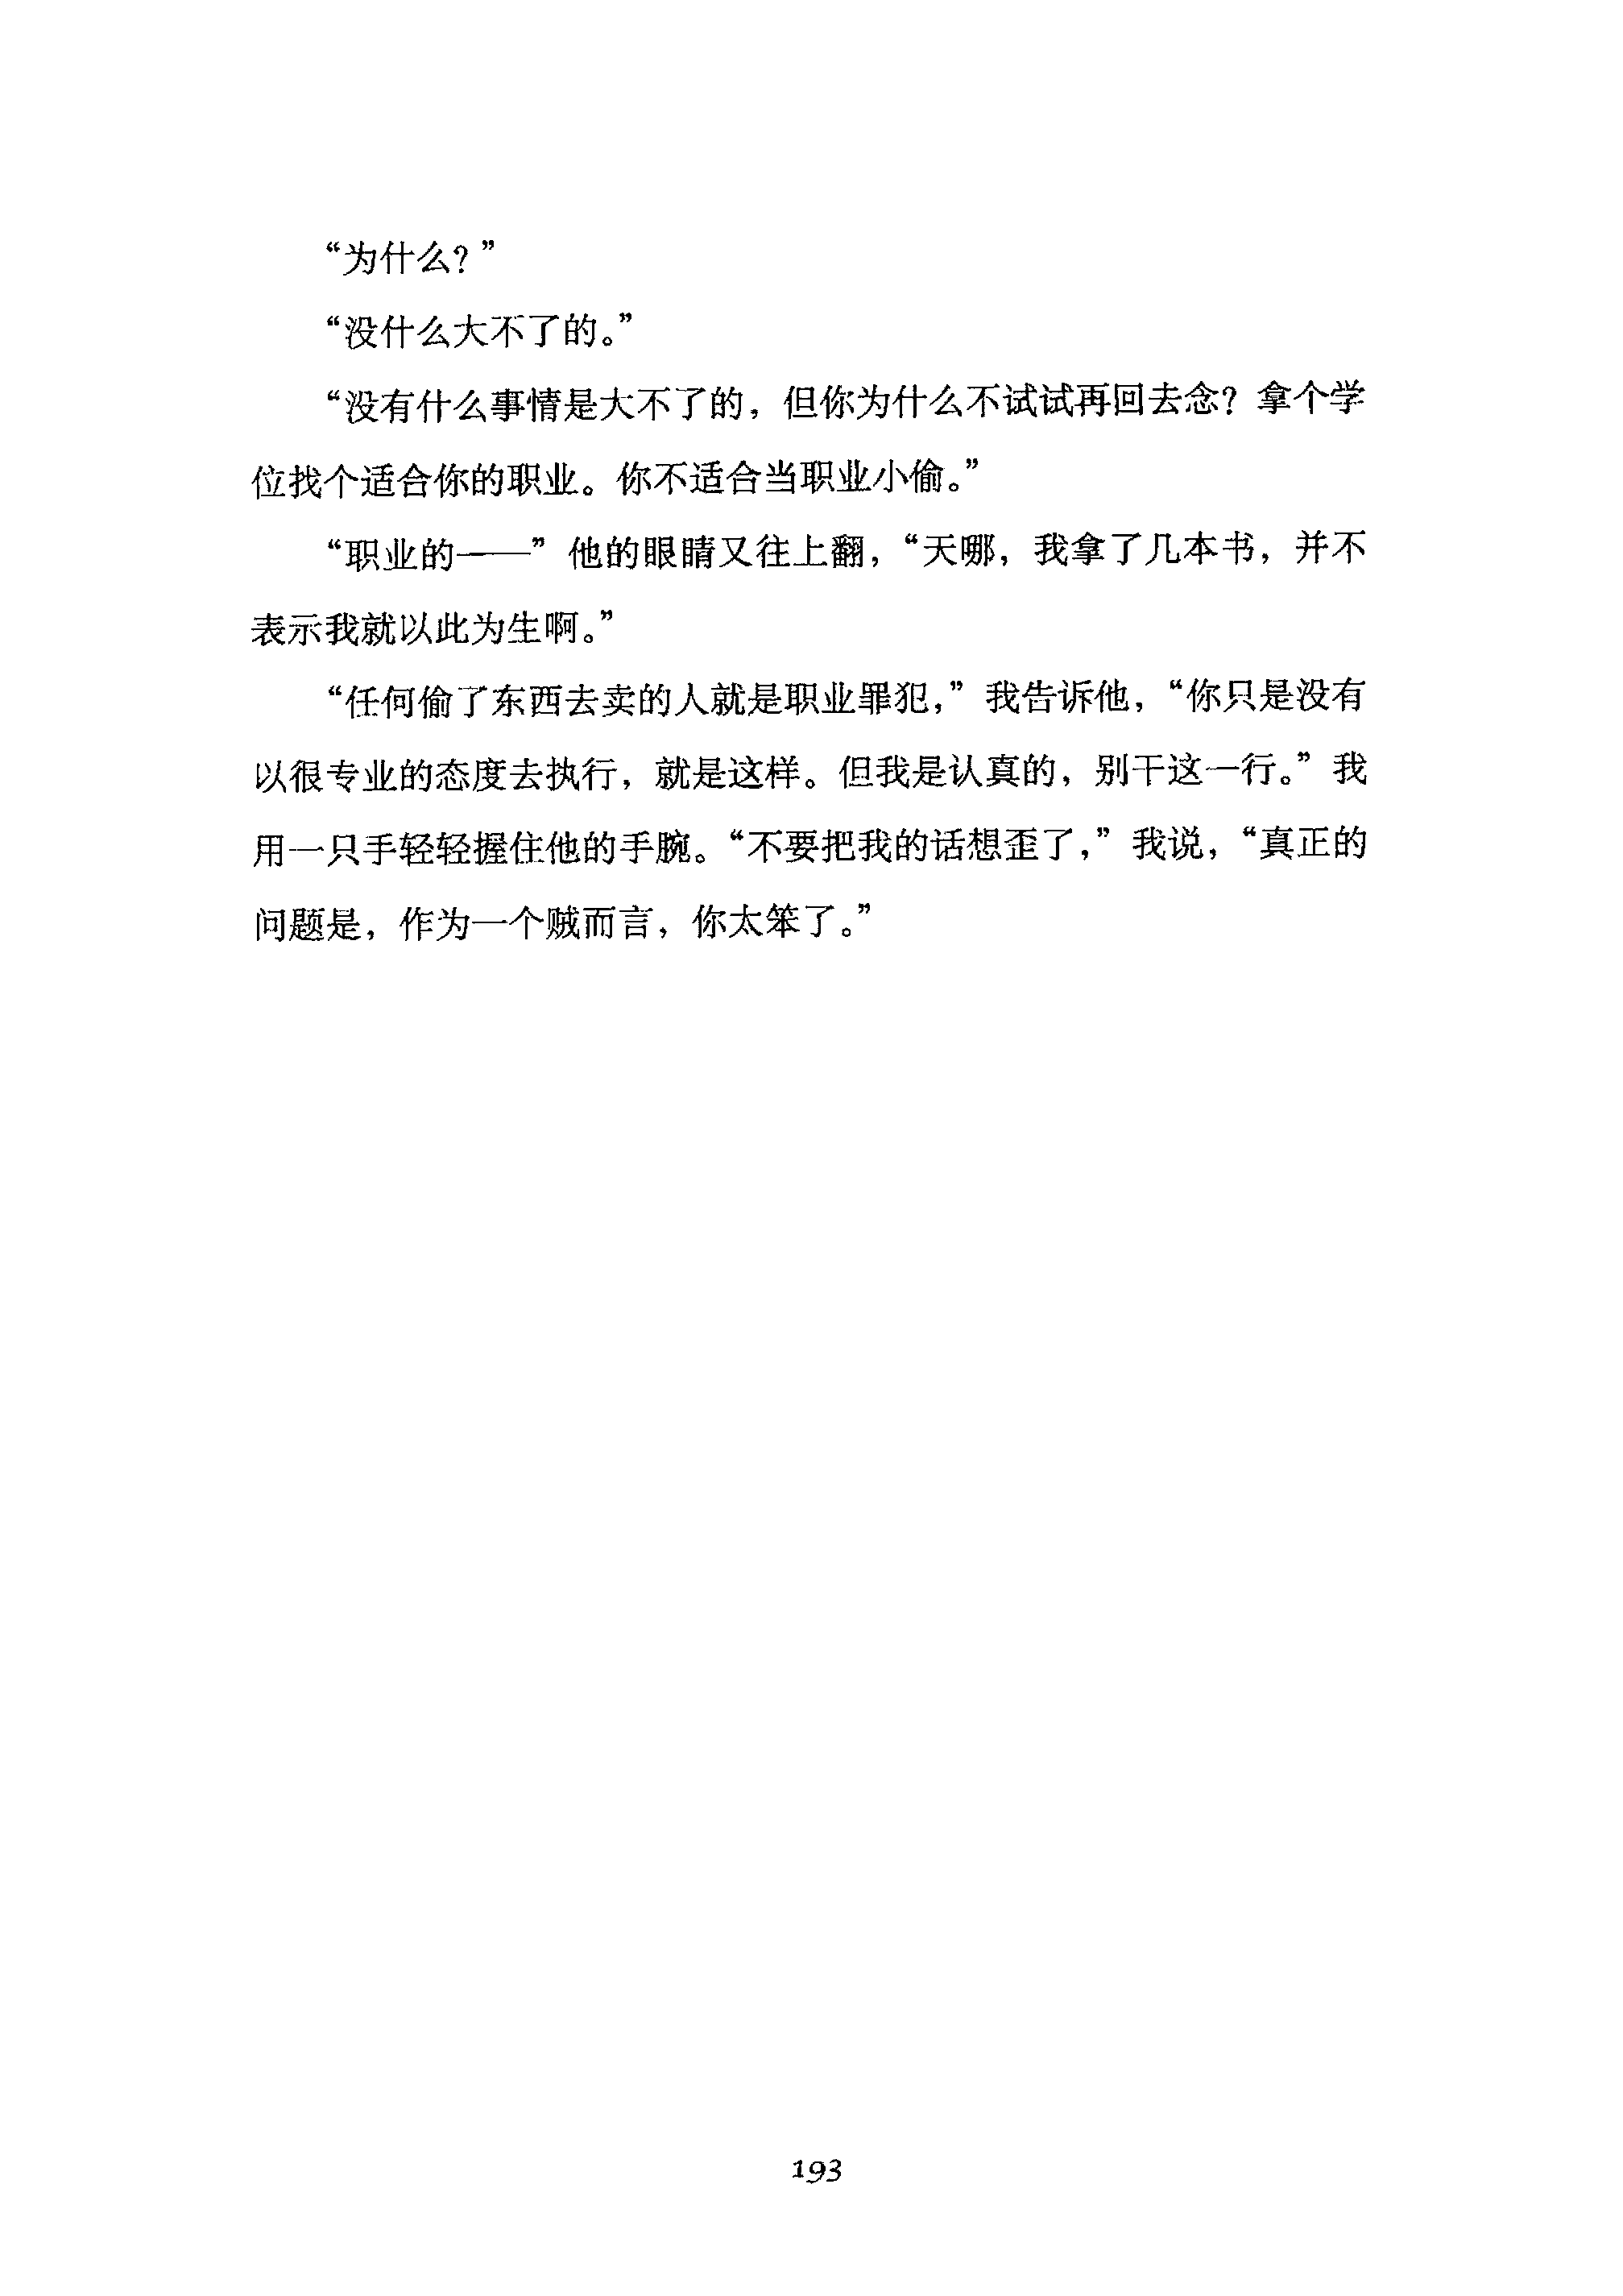 “为什么？”
“没什么大不了的。”
“没有什么事情是大不了的，但你为什么不试试再回去念？拿个学
位找个适合你的职业。你不适合当职业小偷。”
“职业的——”他的眼睛又往上翻，“天哪，我拿了几本书，并不
表示我就以此为生啊。”
“任何偷了东西去卖的人就是职业罪犯，”我告诉他，“你只是没有
以很专业的态度去执行，就是这样。但我是认真的，别干这一行。”我
用一只手轻轻握住他的手腕。“不要把我的话想歪了，”我说，“真正的
问题是，作为一个贼而言，你太笨了。”
193